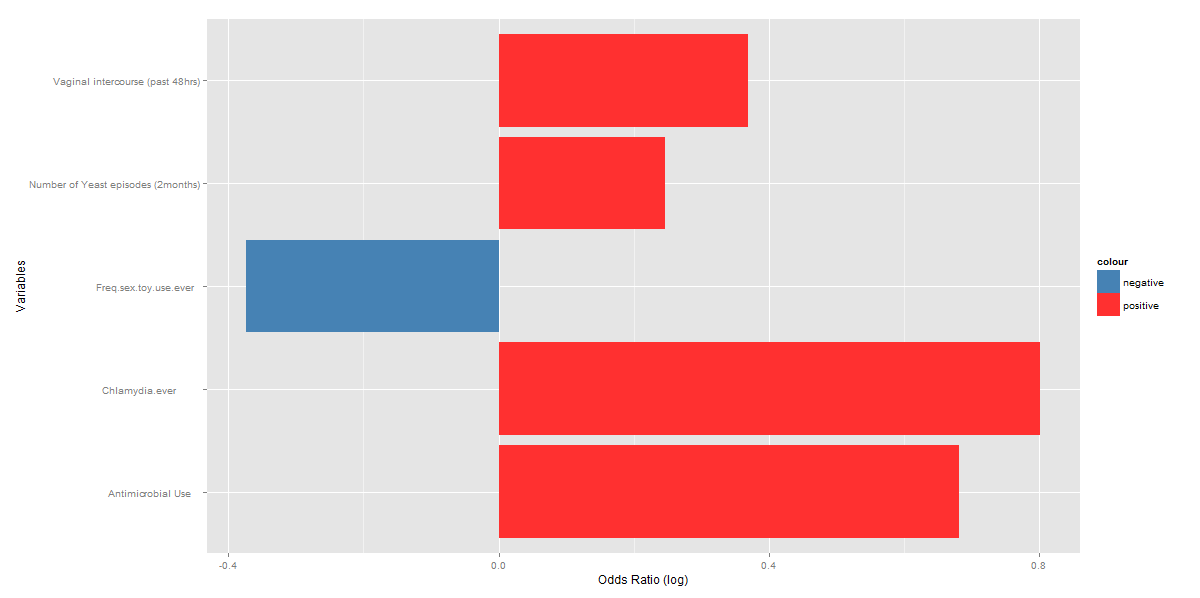 Vaginal intercourse (past 48hrs)
Number of Yeast episodes (2months)
Freq.sex.toy.use.ever
Chlamydia.ever
Antimicrobial Use
Variables
-0.4
0.0
0.4
0.8
Odds Ratio (log)
colour
negative
positive